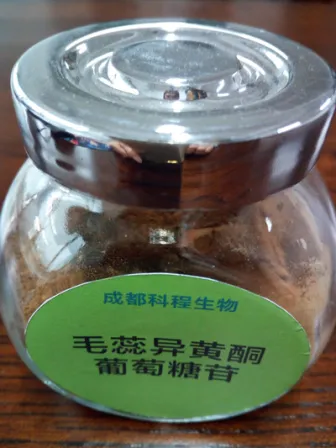 成都科程生物
毛蕊异黄酮
葡萄糖苷